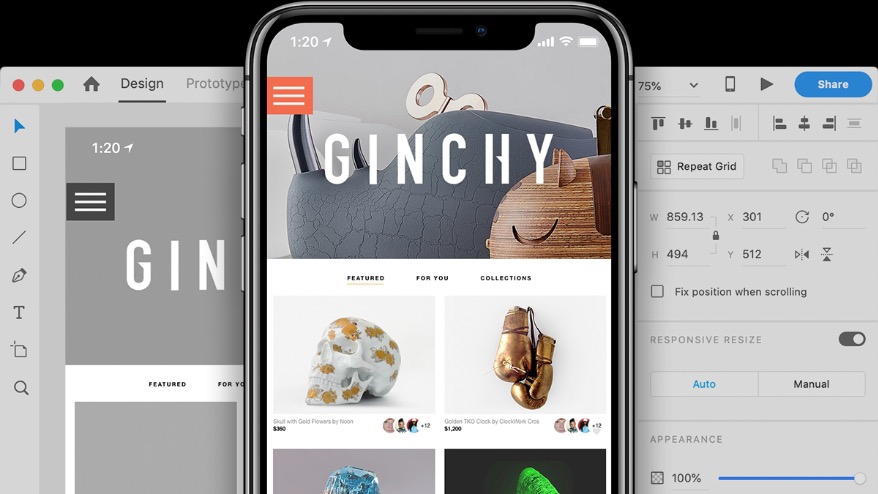 1:20
Design
Prototype
75%
Share
1:20
GINCHY
Repeat Grid
W 859.13 X 301 0°
H 494 Y 512
Fix position when scrolling
GIN
FEATURED FOR YOU COLLECTIONS
RESPONSIVE RESIZE
Auto Manual
FEATURED FOR YO
Skull with Gold Flowers by Noon
$360
+12
Golden TKO Clock by ClockWork Cros
$1,200
+12
APPEARANCE
100%
T